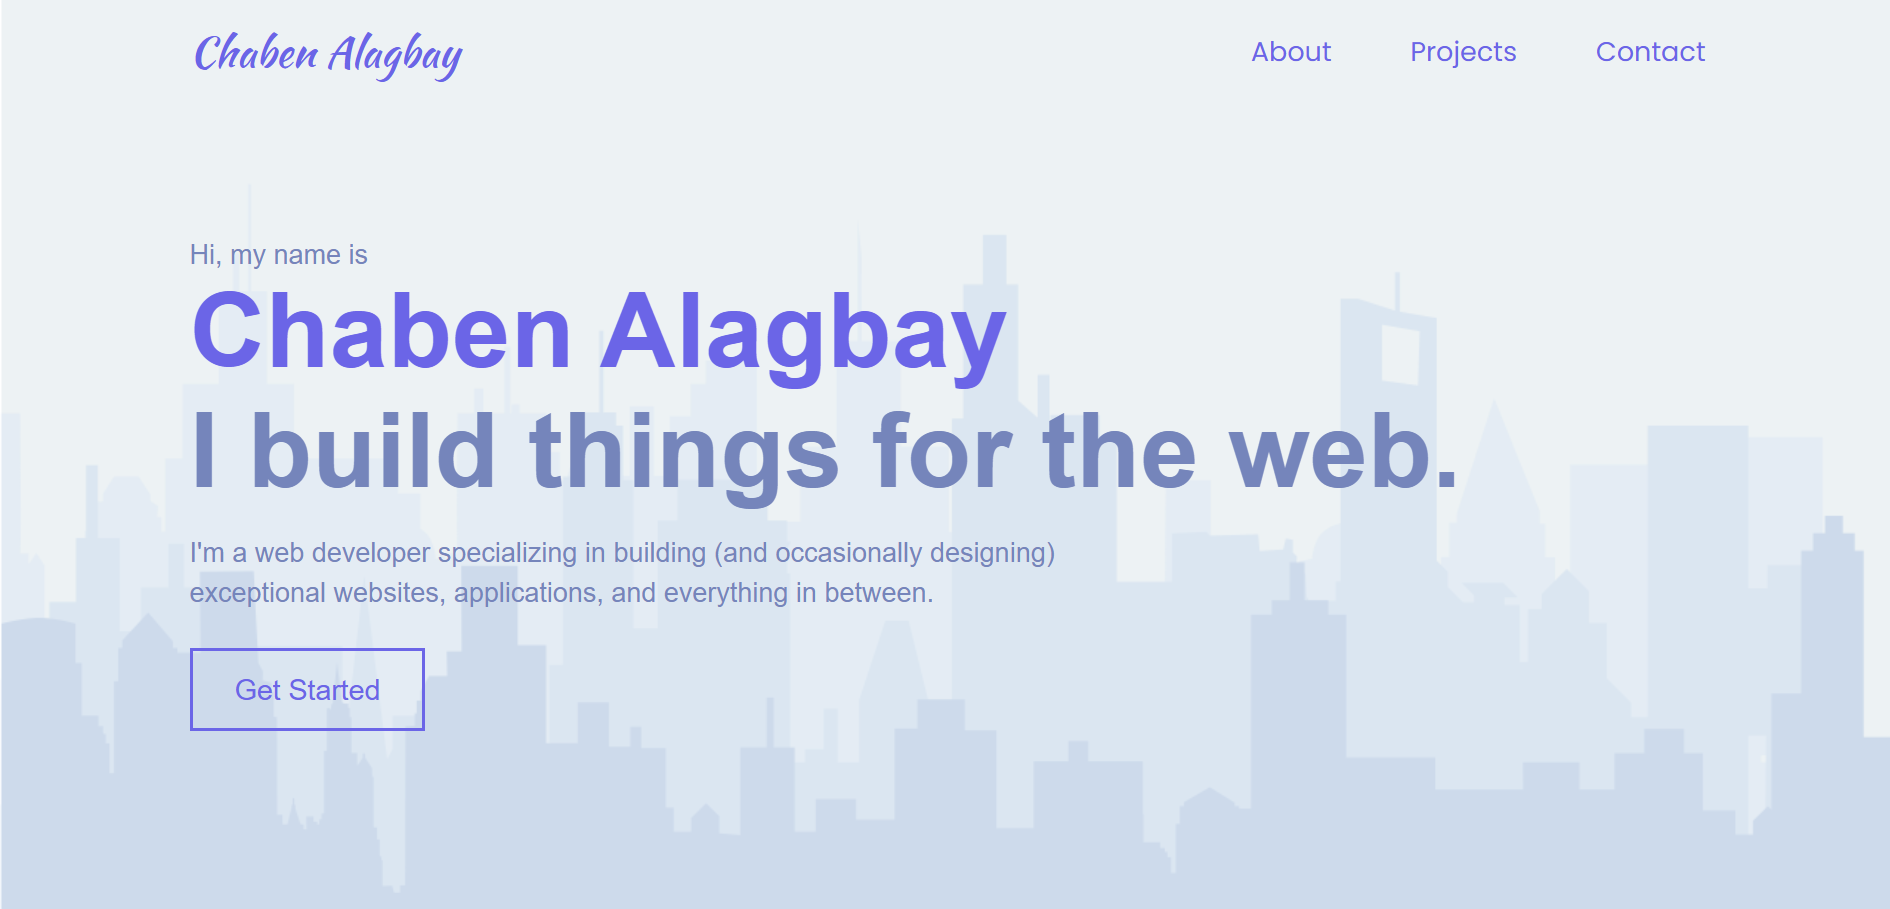 Chaben Alagbay
About Projects Contact
Hi, my name is
Chaben Alagbay
I build things for the web.
I'm a web developer specializing in building (and occasionally designing)
exceptional websites, applications, and everything in between.
Get Started